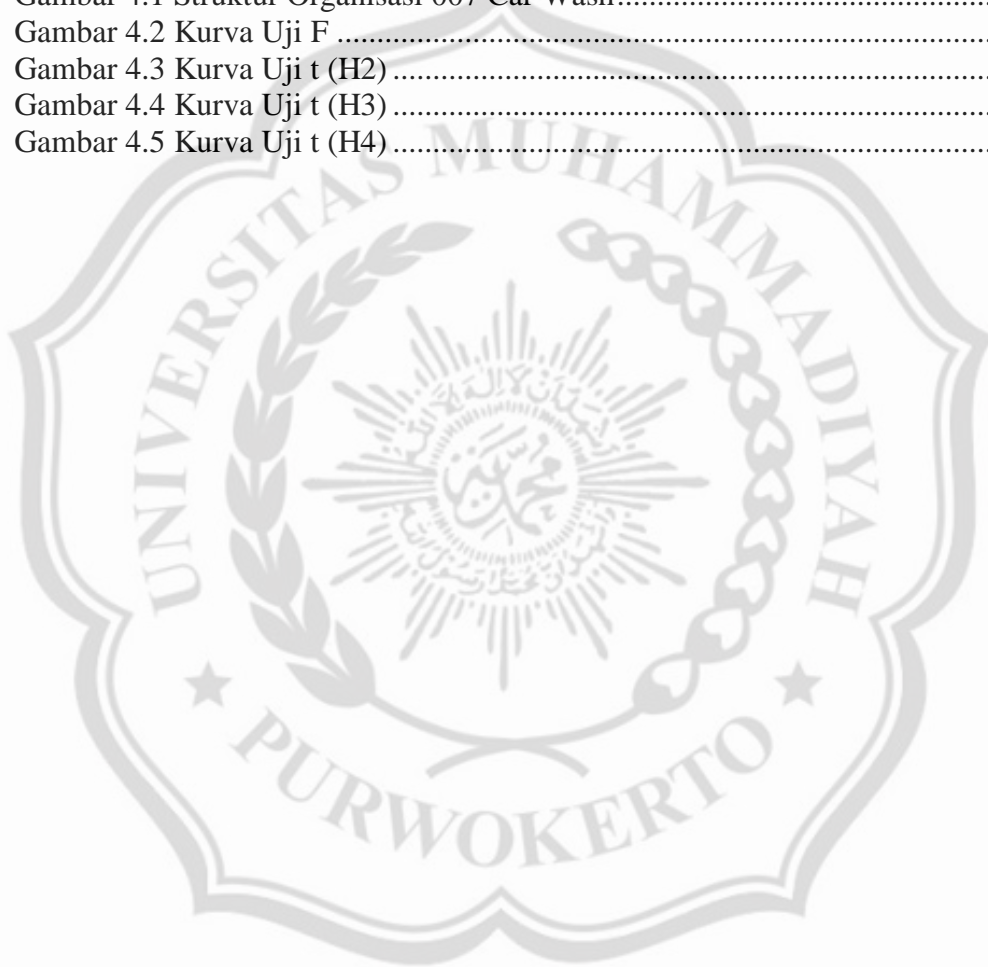 Gambar 4.1 Struktur Organisasi 007 Car Wash
Gambar 4.2 Kurva Uji F
Gambar 4.3 Kurva Uji t (H2)
Gambar 4.4 Kurva Uji t (H3)
Gambar 4.5 Kurva Uji t (H4)
UNIVERSITAS MUHAMMADIYAH
PURWOKERTO
محمد